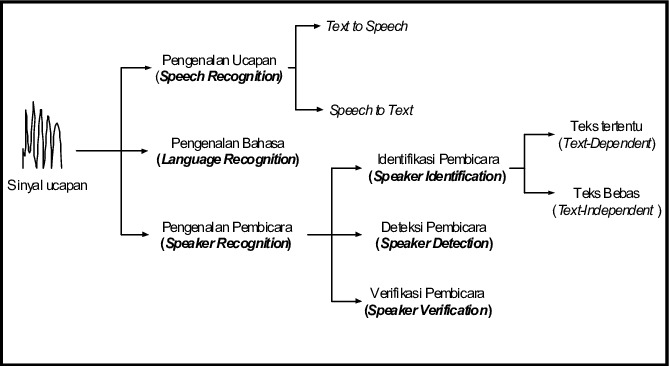 Sinyal ucapan
Pengenalan Ucapan
(Speech Recognition)
Text to Speech
Speech to Text
Pengenalan Bahasa
(Language Recognition)
Pengenalan Pembicara
(Speaker Recognition)
Identifikasi Pembicara
(Speaker Identification)
Teks tertentu
(Text-Dependent)
Teks Bebas
(Text-Independent )
Deteksi Pembicara
(Speaker Detection)
Verifikasi Pembicara
(Speaker Verification)